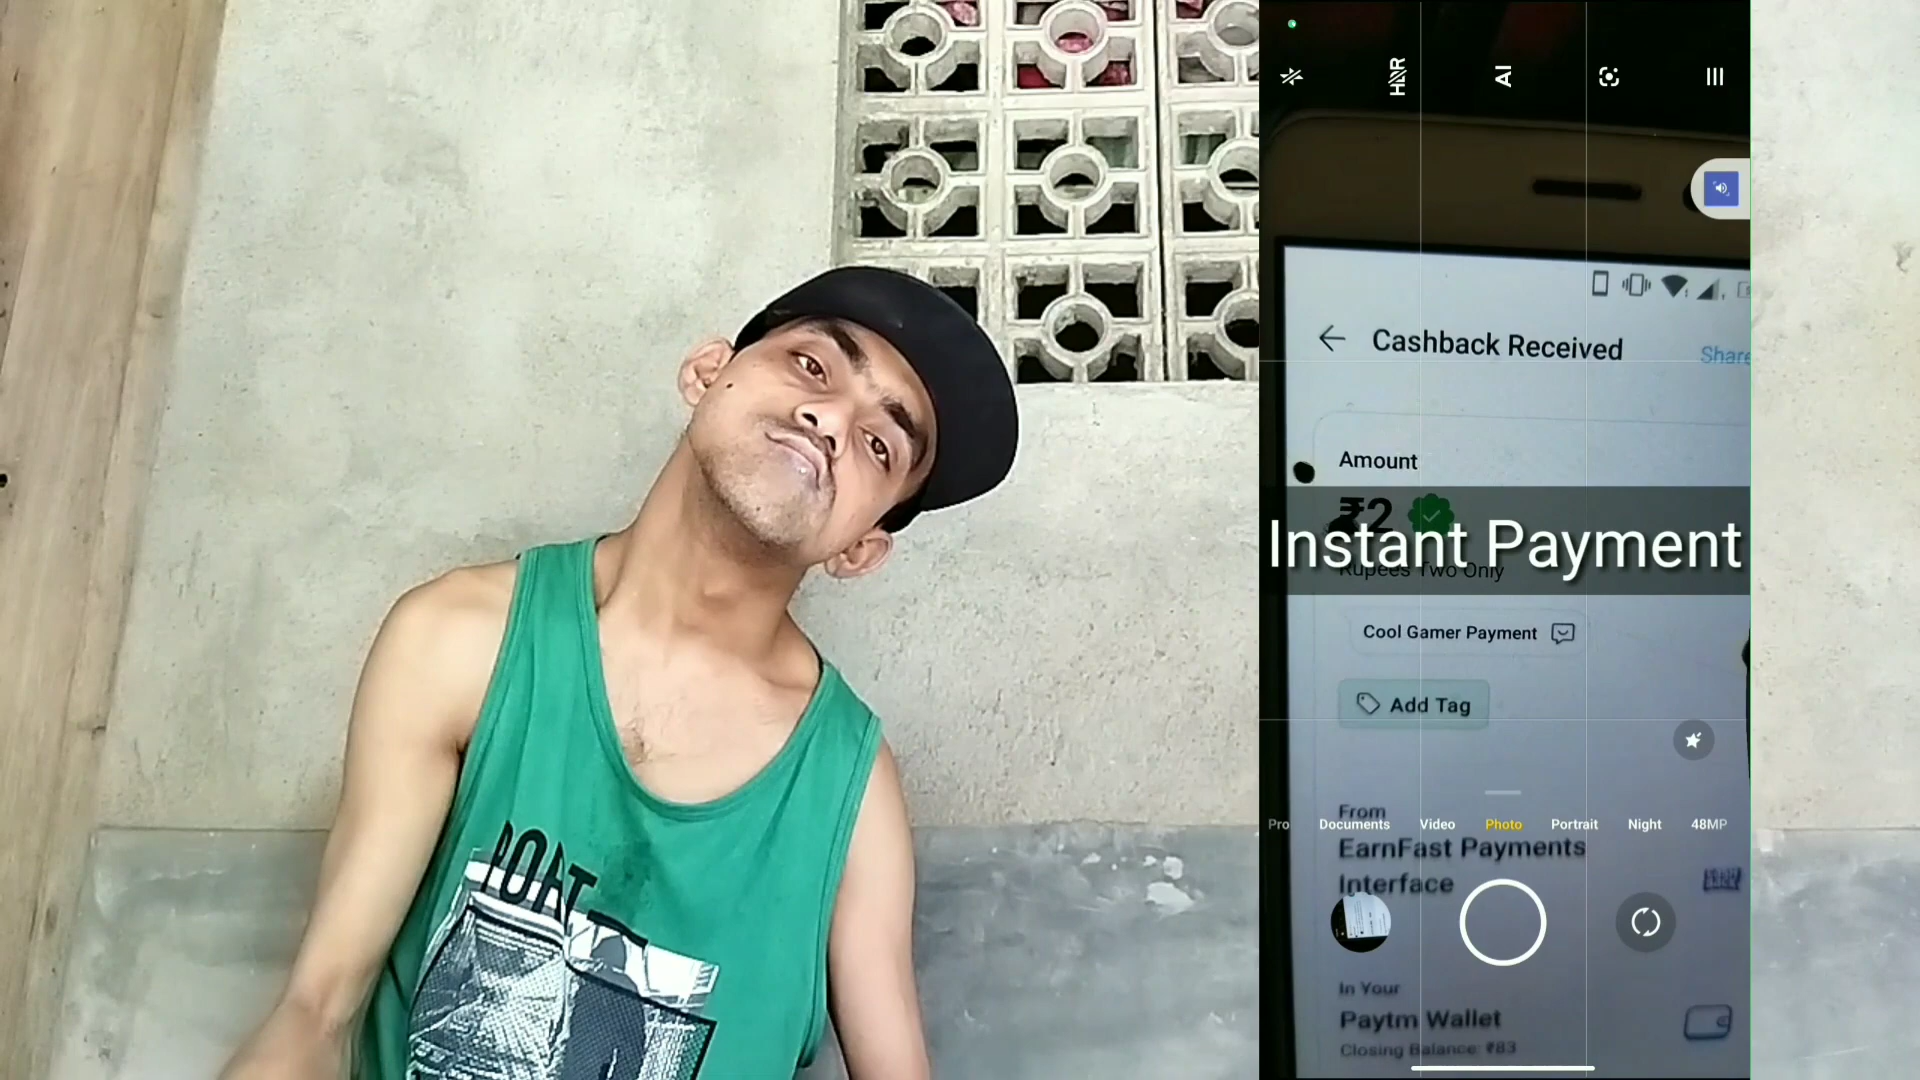 PORT
HDR
AI
Cashback Received
Share
Amount
₹2
Instant Payment
Rupees Two Only
Cool Gamer Payment
Add Tag
From
Pro Documents Video Photo Portrait Night 48MP
EarnFast Payments
Interface
In Your
Paytm Wallet
Closing Balance: ₹83